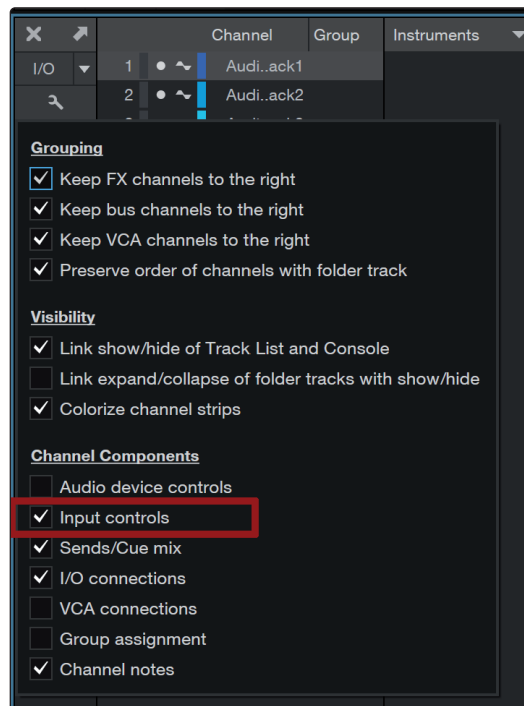 Channel Group Instruments
I/O 1 Audi..ack1
2 Audi..ack2
Grouping
Keep FX channels to the right
Keep bus channels to the right
Keep VCA channels to the right
Preserve order of channels with folder track
Visibility
Link show/hide of Track List and Console
Link expand/collapse of folder tracks with show/hide
Colorize channel strips
Channel Components
Audio device controls
Input controls
Sends/Cue mix
I/O connections
VCA connections
Group assignment
Channel notes